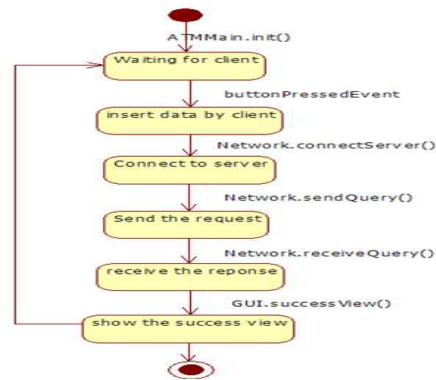 ATMMain.init()
Waiting for client
buttonPressedEvent
insert data by client
Network.connectServer()
Connect to server
Network.sendQuery()
Send the request
Network.receiveQuery()
receive the reponse
GUI.successView()
show the success view